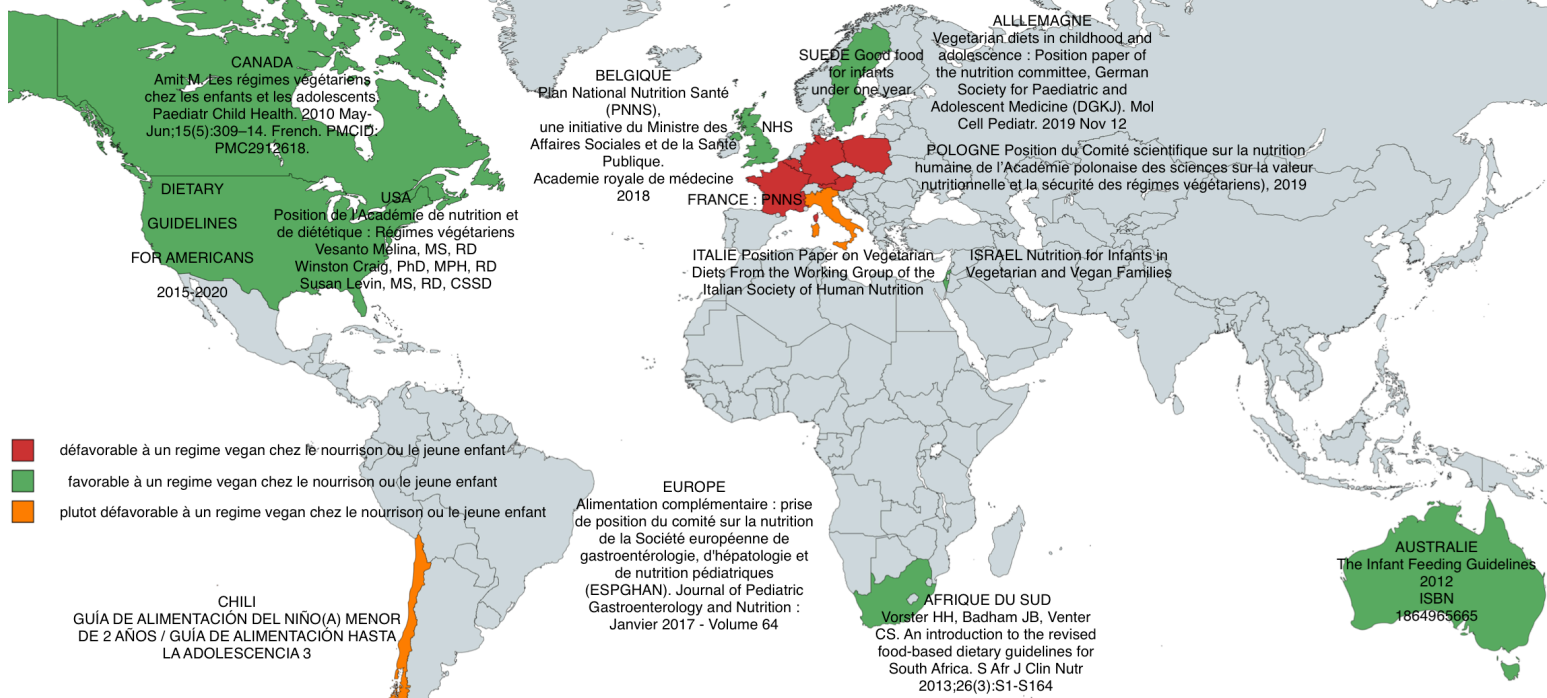 CANADA
Amit M. Les régimes végétariens
chez les enfants et les adolescents.
Paediatr Child Health. 2010 May-
Jun;15(5):309–14. French. PMCID:
PMC2912618.
DIETARY
GUIDELINES
FOR AMERICANS
2015-2020
USA
Position de l'Académie de nutrition et
de diététique : Régimes végétariens
Vesanto Melina, MS, RD
Winston Craig, PhD, MPH, RD
Susan Levin, MS, RD, CSSD
BELGIQUE
Plan National Nutrition Santé
(PNNS),
une initiative du Ministre des
Affaires Sociales et de la Santé
Publique.
Academie royale de médecine
2018
SUEDE Good food
for infants
under one year
NHS
FRANCE : PNNS
ALLLEMAGNE
Vegetarian diets in childhood and
adolescence : Position paper of
the nutrition committee, German
Society for Paediatric and
Adolescent Medicine (DGKJ). Mol
Cell Pediatr. 2019 Nov 12
POLOGNE Position du Comité scientifique sur la nutrition
humaine de l'Académie polonaise des sciences sur la valeur
nutritionnelle et la sécurité des régimes végétariens), 2019
ITALIE Position Paper on Vegetarian
Diets From the Working Group of the
Italian Society of Human Nutrition
ISRAEL Nutrition for Infants in
Vegetarian and Vegan Families
défavorable à un regime vegan chez le nourrison ou le jeune enfant
favorable à un regime vegan chez le nourrison ou le jeune enfant
plutot défavorable à un regime vegan chez le nourrison ou le jeune enfant
EUROPE
Alimentation complémentaire : prise
de position du comité sur la nutrition
de la Société européenne de
gastroentérologie, d'hépatologie et
de nutrition pédiatriques
(ESPGHAN). Journal of Pediatric
Gastroenterology and Nutrition :
Janvier 2017 - Volume 64
CHILI
GUÍA DE ALIMENTACIÓN DEL NIÑO(A) MENOR
DE 2 AÑOS / GUÍA DE ALIMENTACIÓN HASTA
LA ADOLESCENCIA 3
AFRIQUE DU SUD
Vorster HH, Badham JB, Venter
CS. An introduction to the revised
food-based dietary guidelines for
South Africa. S Afr J Clin Nutr
2013;26(3):S1-S164
AUSTRALIE
The Infant Feeding Guidelines
2012
ISBN
1864965665